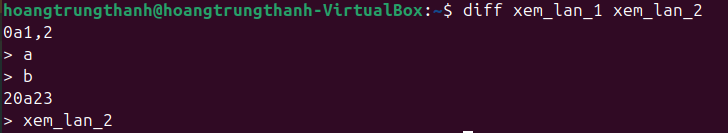 hoangtrungthanh@hoangtrungthanh-VirtualBox:~$ diff xem_lan_1 xem_lan_2
0a1,2
> a
> b
20a23
> xem_lan_2